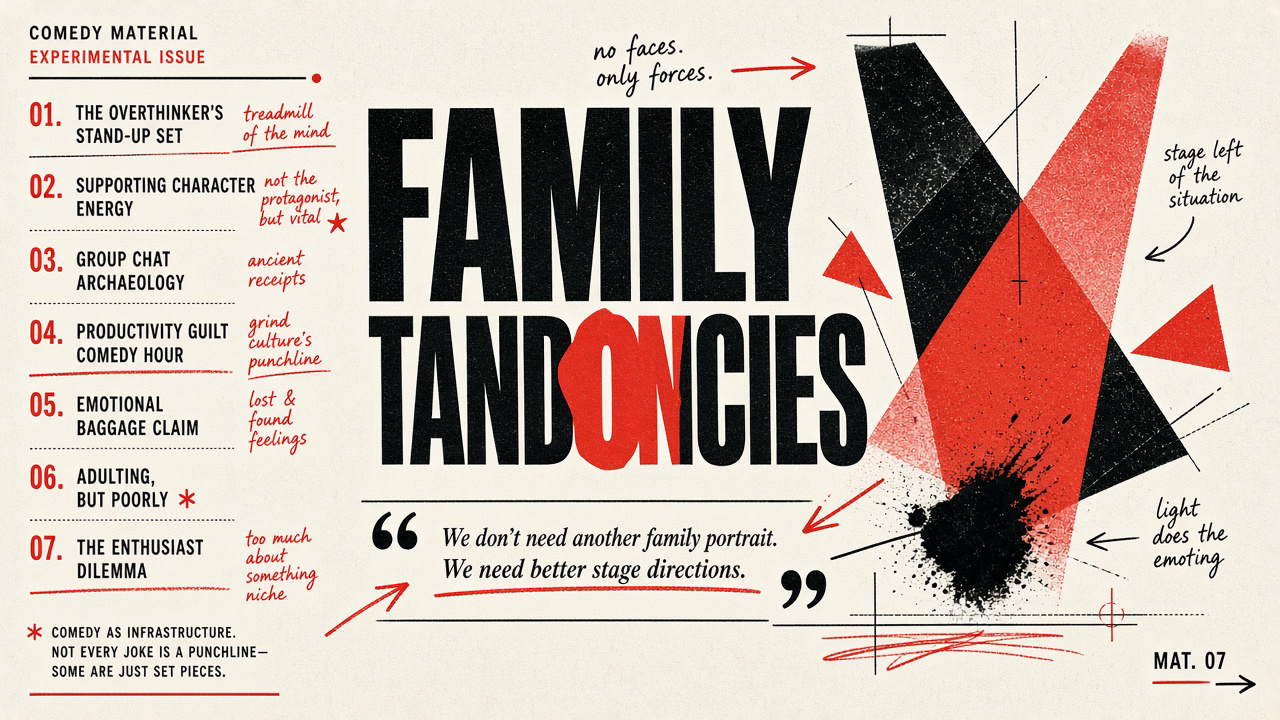 COMEDY MATERIAL
EXPERIMENTAL ISSUE
01. THE OVERTHINKER'S
STAND-UP SET
treadmill
of the mind
02. SUPPORTING CHARACTER
ENERGY
not the
protagonist,
but vital
03. GROUP CHAT
ARCHAEOLOGY
ancient
receipts
04. PRODUCTIVITY GUILT
COMEDY HOUR
grind
culture's
punchline
05. EMOTIONAL
BAGGAGE CLAIM
lost &
found
feelings
06. ADULTING,
BUT POORLY *
07. THE ENTHUSIAST
DILEMMA
too much
about
something
niche
* COMEDY AS INFRASTRUCTURE.
NOT EVERY JOKE IS A PUNCHLINE—
SOME ARE JUST SET PIECES.
no faces.
only forces.
FAMILY
TANDONCIES
“We don't need another family portrait.
We need better stage directions.”
stage left
of the
situation
light
does the
emoting
MAT. 07